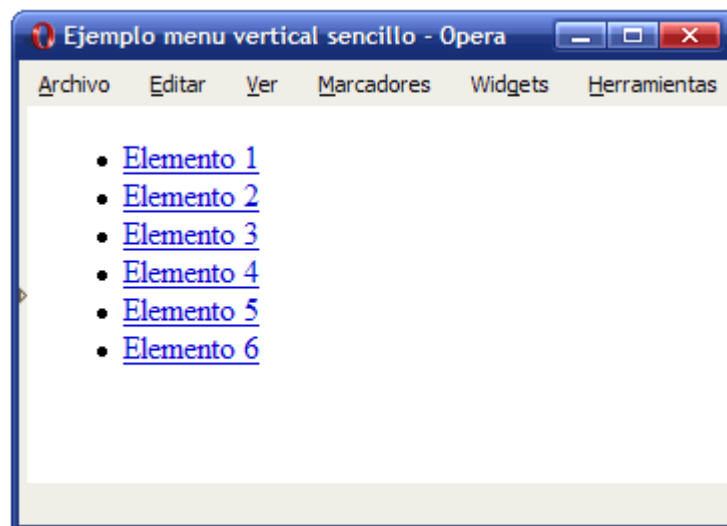 Ejemplo menu vertical sencillo - Opera
Archivo Editar Ver Marcadores Widgets Herramientas
Elemento 1
Elemento 2
Elemento 3
Elemento 4
Elemento 5
Elemento 6